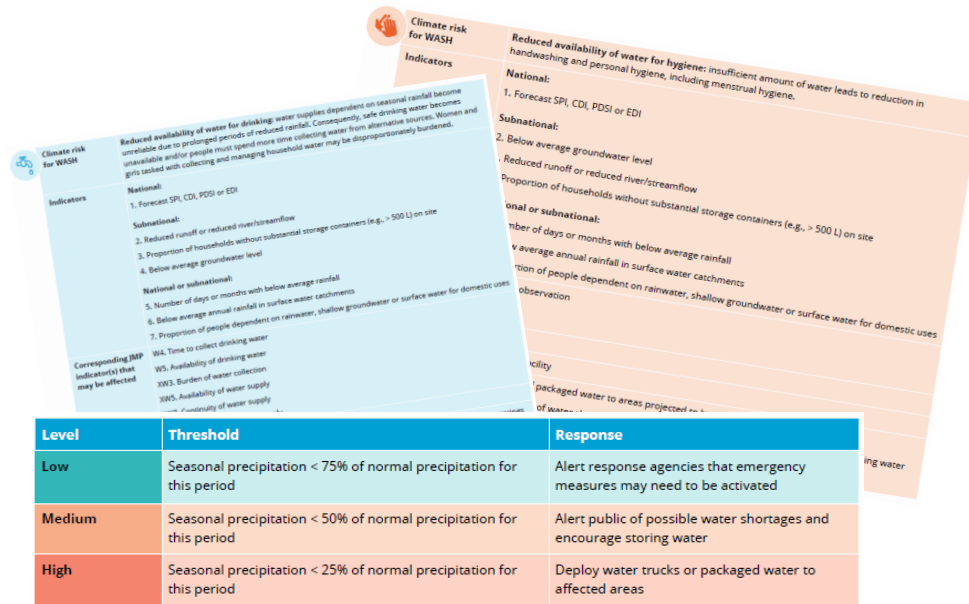 Climate risk
for WASH
Reduced availability of water for hygiene: insufficient amount of water leads to reduction in
handwashing and personal hygiene, including menstrual hygiene.
Indicators
National:
1. Forecast SPI, CDI, PDSI or EDI
Subnational:
2. Below average groundwater level
. Reduced runoff or reduced river/streamflow
Proportion of households without substantial storage containers (e.g., > 500 L) on site
onal or subnational:
mber of days or months with below average rainfall
w average annual rainfall in surface water catchments
rtion of people dependent on rainwater, shallow groundwater or surface water for domestic uses
observation
cility
packaged water to areas projected to
of water
ing water
Climate risk
for WASH
Reduced availability of water for drinking: water supplies dependent on seasonal rainfall become
unreliable due to prolonged periods of reduced rainfall. Consequently, safe drinking water becomes
unavailable and/or people must spend more time collecting water from alternative sources. Women and
girls tasked with collecting and managing household water may be disproportionately burdened.
Indicators
National:
1. Forecast SPI, CDI, PDSI or EDI
Subnational:
2. Reduced runoff or reduced river/streamflow
3. Proportion of households without substantial storage containers (e.g., > 500 L) on site
4. Below average groundwater level
National or subnational:
5. Number of days or months with below average rainfall
6. Below average annual rainfall in surface water catchments
7. Proportion of people dependent on rainwater, shallow groundwater or surface water for domestic uses
Corresponding JMP
indicator(s) that
may be affected
W4. Time to collect drinking water
W5. Availability of drinking water
XW3. Burden of water collection
XW5. Availability of water supply
Continuity of water supply
Level Threshold Response
Low Seasonal precipitation < 75% of normal precipitation for
this period
Alert response agencies that emergency
measures may need to be activated
Medium Seasonal precipitation < 50% of normal precipitation for
this period
Alert public of possible water shortages and
encourage storing water
High Seasonal precipitation < 25% of normal precipitation for
this period
Deploy water trucks or packaged water to
affected areas